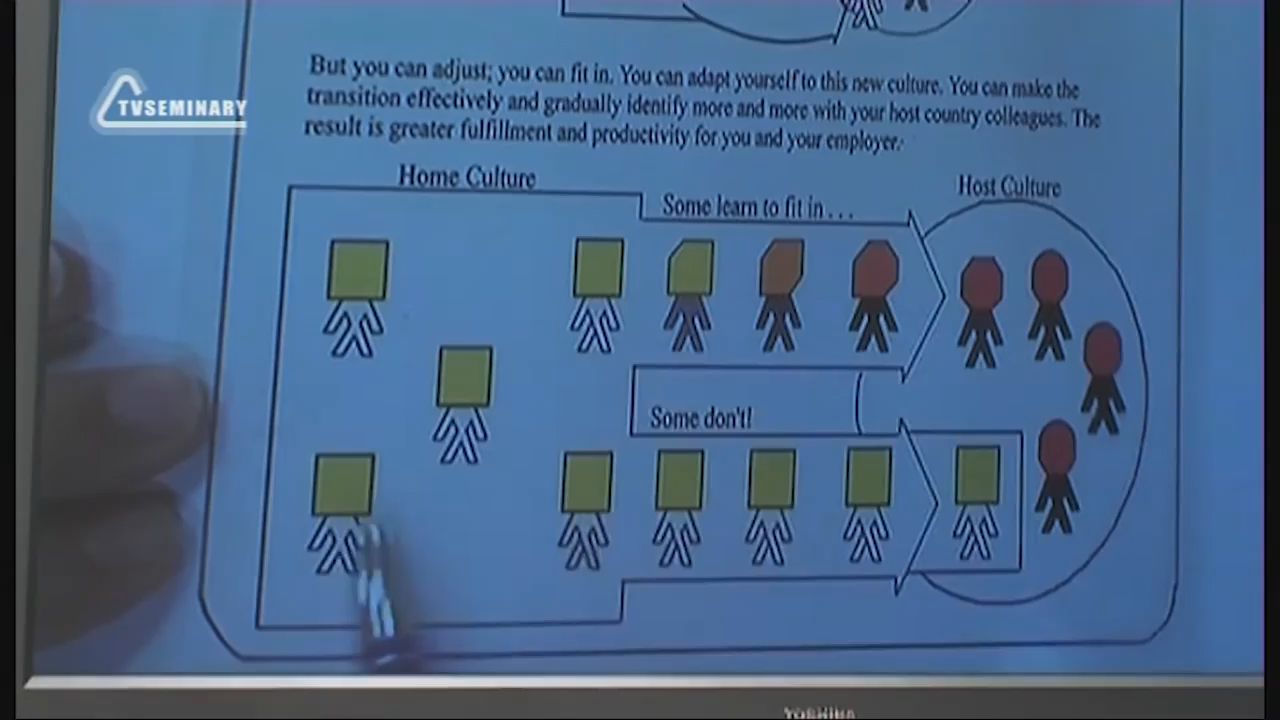 TVSEMINARY
But you can adjust; you can fit in. You can adapt yourself to this new culture. You can make the
transition effectively and gradually identify more and more with your host country colleagues. The
result is greater fulfillment and productivity for you and your employer.
Home Culture
Host Culture
Some learn to fit in . . .
Some don't!
TOSHIBA